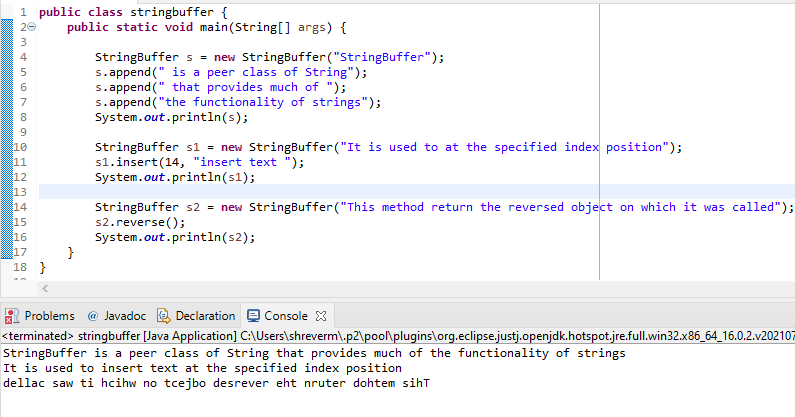 1 public class stringbuffer {
2 public static void main(String[] args) {
3
4 StringBuffer s = new StringBuffer("StringBuffer");
5 s.append(" is a peer class of String");
6 s.append(" that provides much of ");
7 s.append("the functionality of strings");
8 System.out.println(s);
9
10 StringBuffer s1 = new StringBuffer("It is used to at the specified index position");
11 s1.insert(14, "insert text ");
12 System.out.println(s1);
13
14 StringBuffer s2 = new StringBuffer("This method return the reversed object on which it was called");
15 s2.reverse();
16 System.out.println(s2);
17 }
18 }
Problems @ Javadoc Declaration Console
<terminated> stringbuffer [Java Application] C:\Users\shreverm\.p2\pool\plugins\org.eclipse.justj.openjdk.hotspot.jre.full.win32.x86_64_16.0.2.v202107
StringBuffer is a peer class of String that provides much of the functionality of strings
It is used to insert text at the specified index position
dellac saw ti hcihw no tcejbo desrever eht nruter dohtem sihT